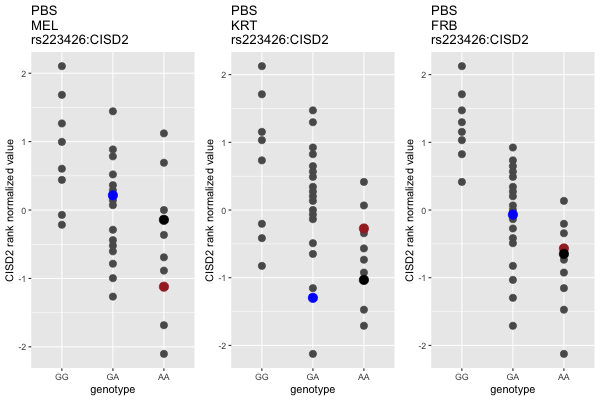 PBS
MEL
rs223426:CISD2
CISD2 rank normalized value
2
1
0
-1
-2
GG GA AA
genotype
PBS
KRT
rs223426:CISD2
CISD2 rank normalized value
2
1
0
-1
-2
GG GA AA
genotype
PBS
FRB
rs223426:CISD2
CISD2 rank normalized value
2
1
0
-1
-2
GG GA AA
genotype